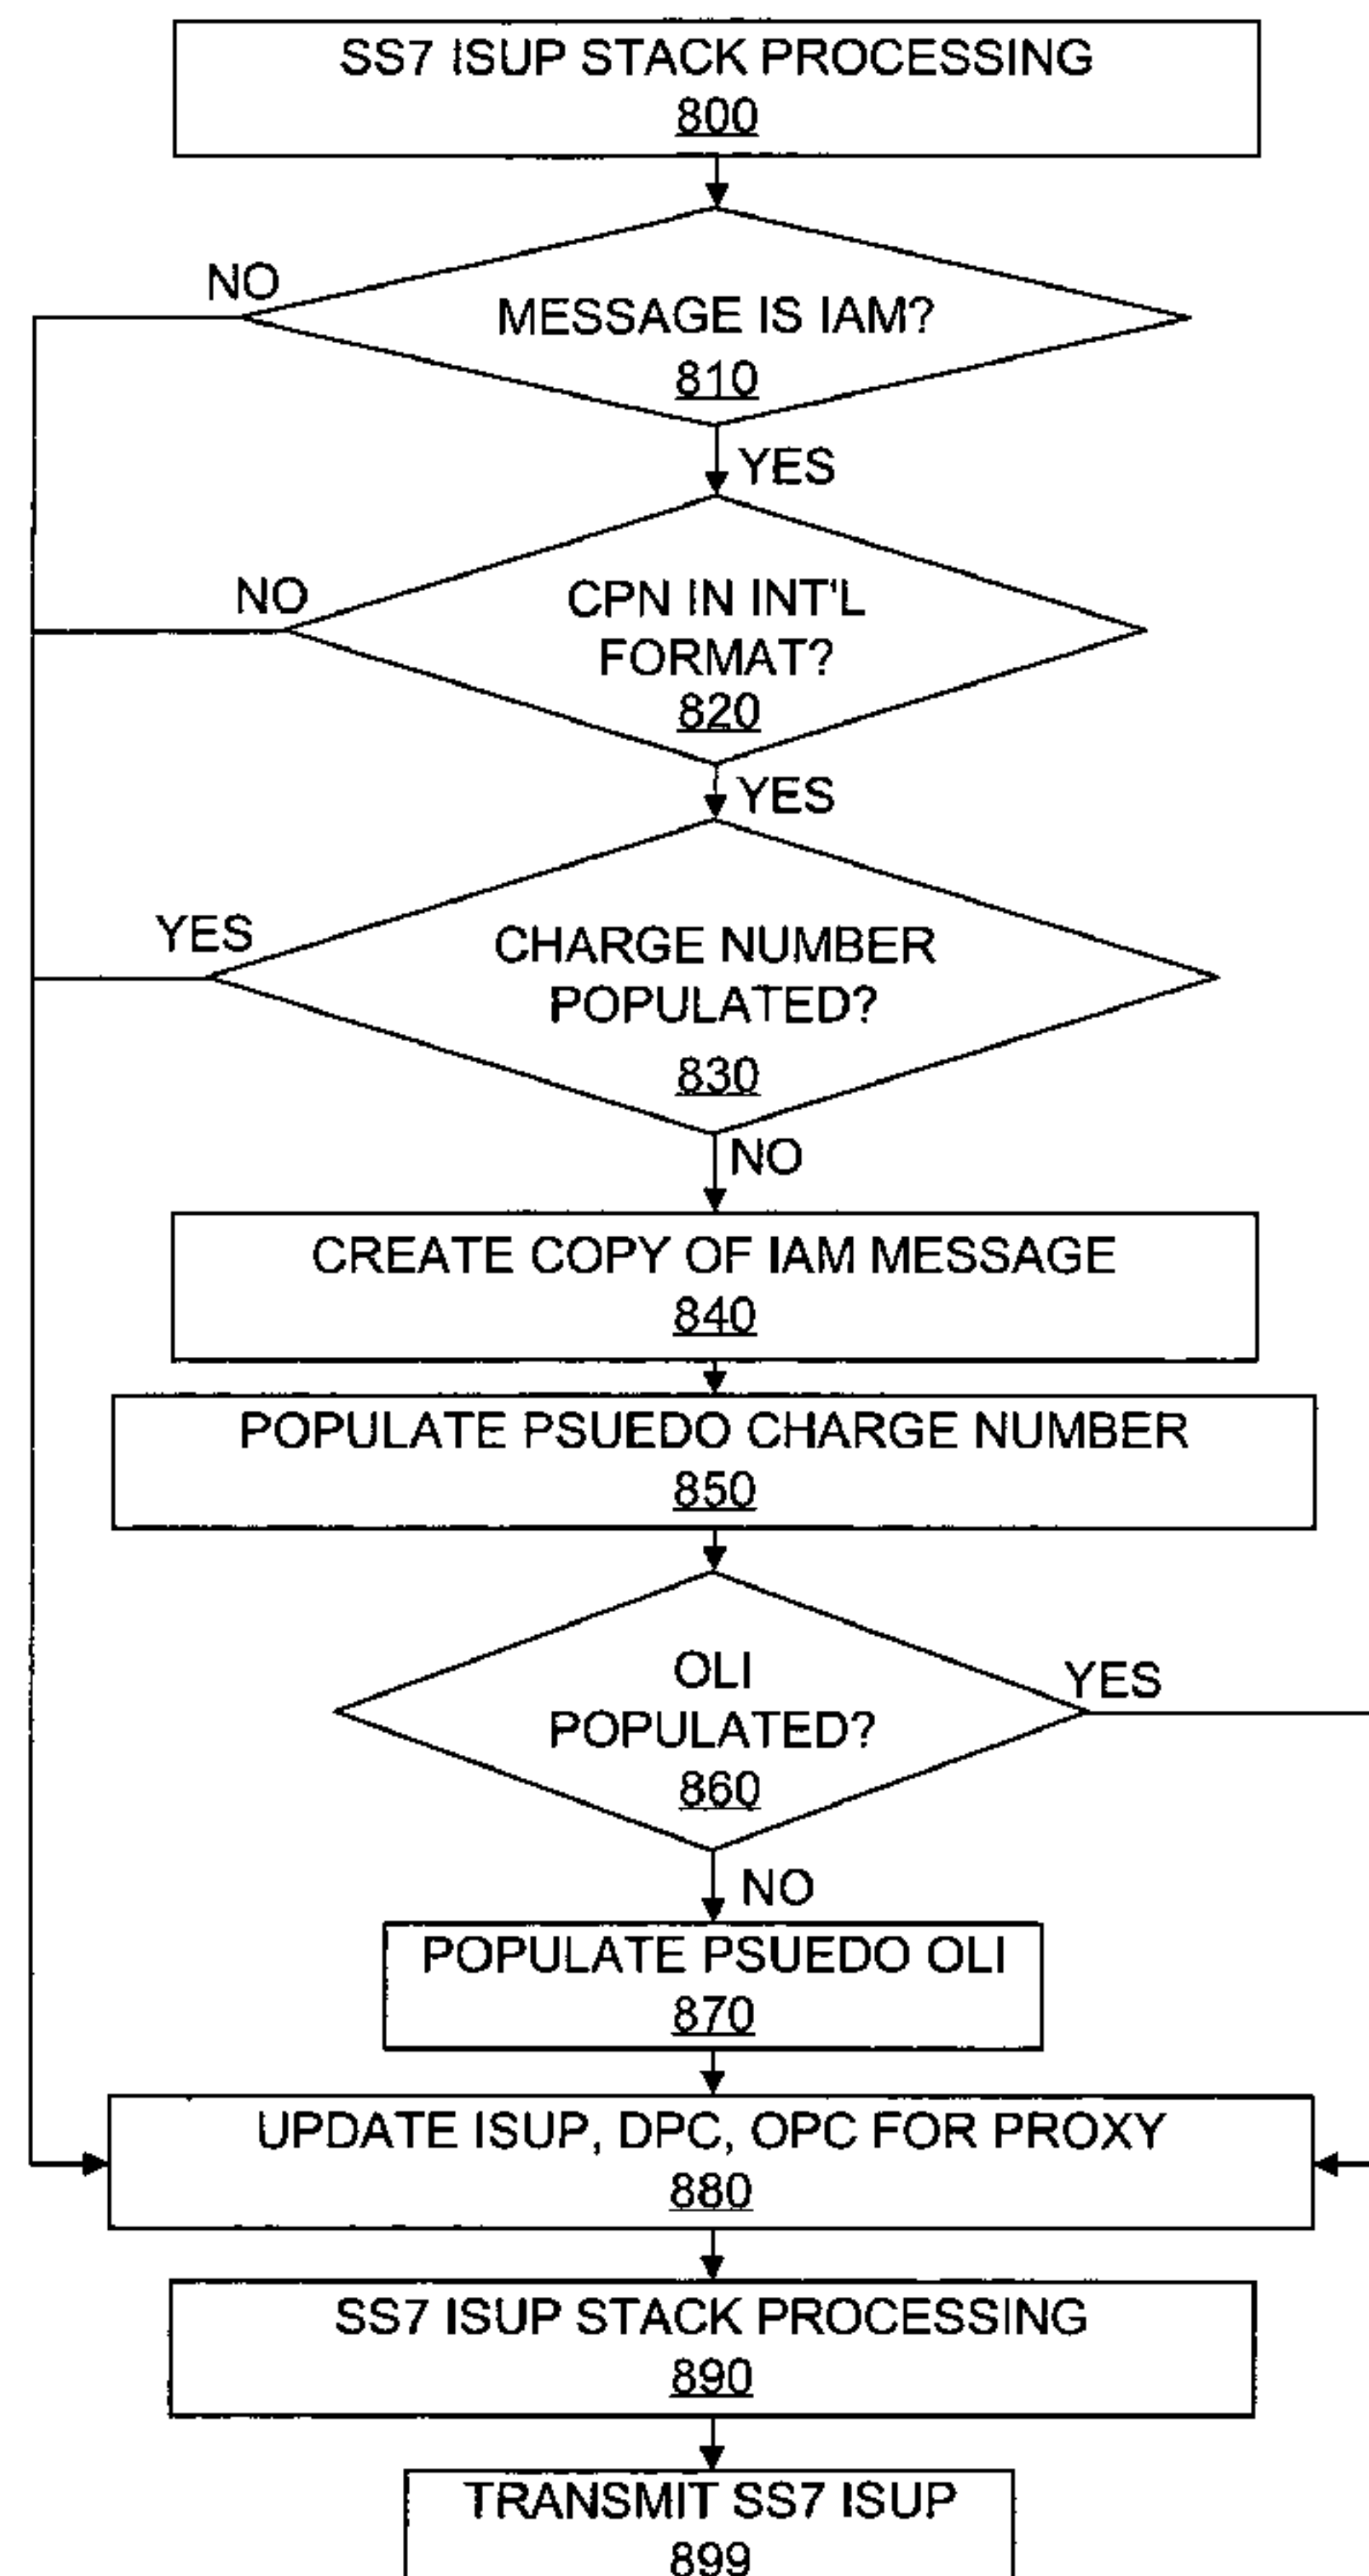 SS7 ISUP STACK PROCESSING
800
NO
MESSAGE IS IAM?
810
YES
NO
CPN IN INT'L
FORMAT?
820
YES
YES
CHARGE NUMBER
POPULATED?
830
NO
CREATE COPY OF IAM MESSAGE
840
POPULATE PSUEDO CHARGE NUMBER
850
OLI
POPULATED?
860
YES
NO
POPULATE PSUEDO OLI
870
UPDATE ISUP, DPC, OPC FOR PROXY
880
SS7 ISUP STACK PROCESSING
890
TRANSMIT SS7 ISUP
899